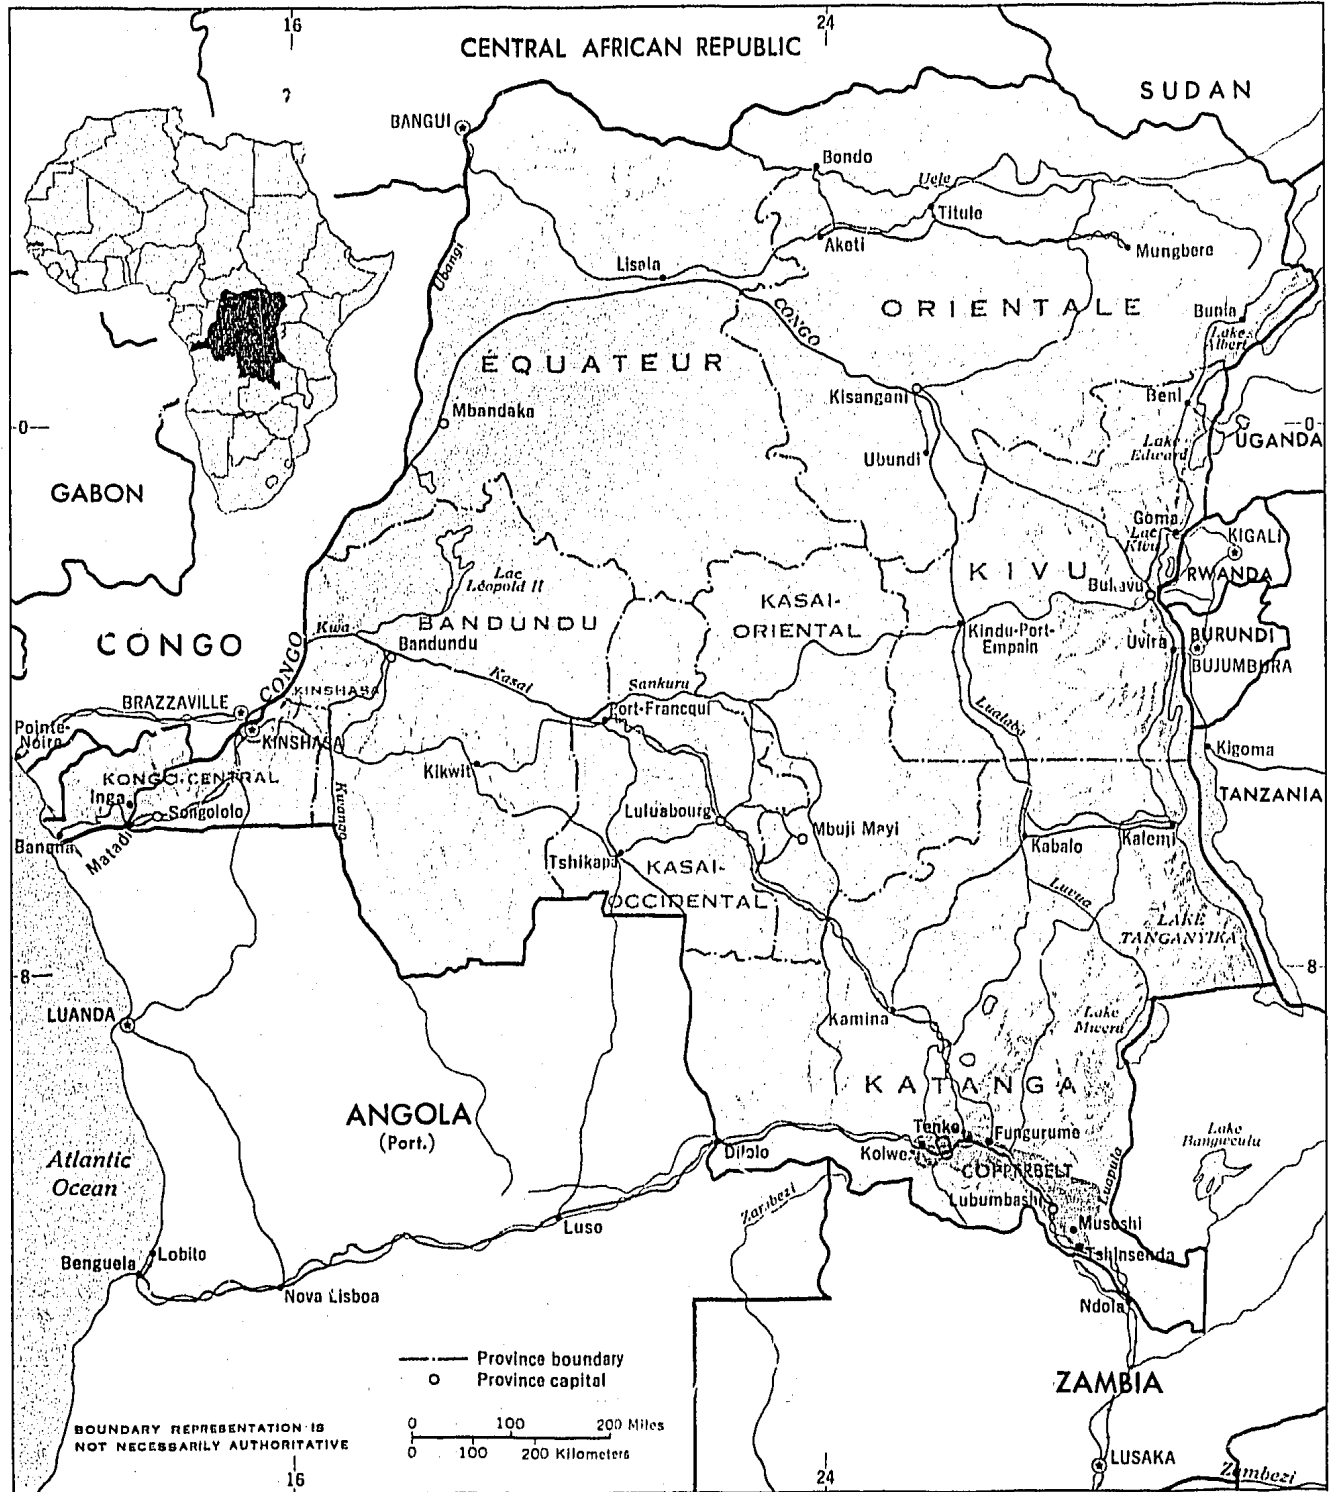 16
24
CENTRAL AFRICAN REPUBLIC
SUDAN
?
BANGUI
Bondo
Uele
Titule
Aketi
Mungbere
Ubangi
Lisala
ORIENTALE
CONGO
Bunia
Lake
Albert
ÉQUATEUR
Kisangani
Beni
Mbandaka
0
0
UGANDA
Lake
Edward
Ubundi
GABON
Goma
Lac
Kivu
KIGALI
KIVU
RWANDA
Bukavu
Lac
Léopold II
KASAI-
ORIENTAL
BANDUNDU
Kwa
CONGO
Bandundu
Kindu-Port-
Empain
Uvira
BURUNDI
BUJUMBURA
CONGO
Kasai
Sankuru
KINSHASA
BRAZZAVILLE
Port-Francqui
Lualaba
Pointe-
Noire
KINSHASA
Kigoma
KONGO CENTRAL
Kikwit
Kwango
TANZANIA
Inga
Songololo
Luluabourg
Mbuji Mayi
Banana
Matadi
Kabalo
Kalemi
Tshikapa
KASAI-
OCCIDENTAL
Luvua
LAKE
TANGANYIKA
8
8
LUANDA
Kamina
Lake
Mweru
KATANGA
ANGOLA
(Port.)
Tenke
Fungurume
Lake
Bangweulu
Dilolo
Kolwezi
COPPERBELT
Luapula
Atlantic
Ocean
Lubumbashi
Zambezi
Musoshi
Luso
Tshinsenda
Lobito
Benguela
Nova Lisboa
Ndola
Province boundary
Province capital
ZAMBIA
0 100 200 Miles
0 100 200 Kilometers
BOUNDARY REPRESENTATION IS
NOT NECESSARILY AUTHORITATIVE
LUSAKA
Zambezi
16
24